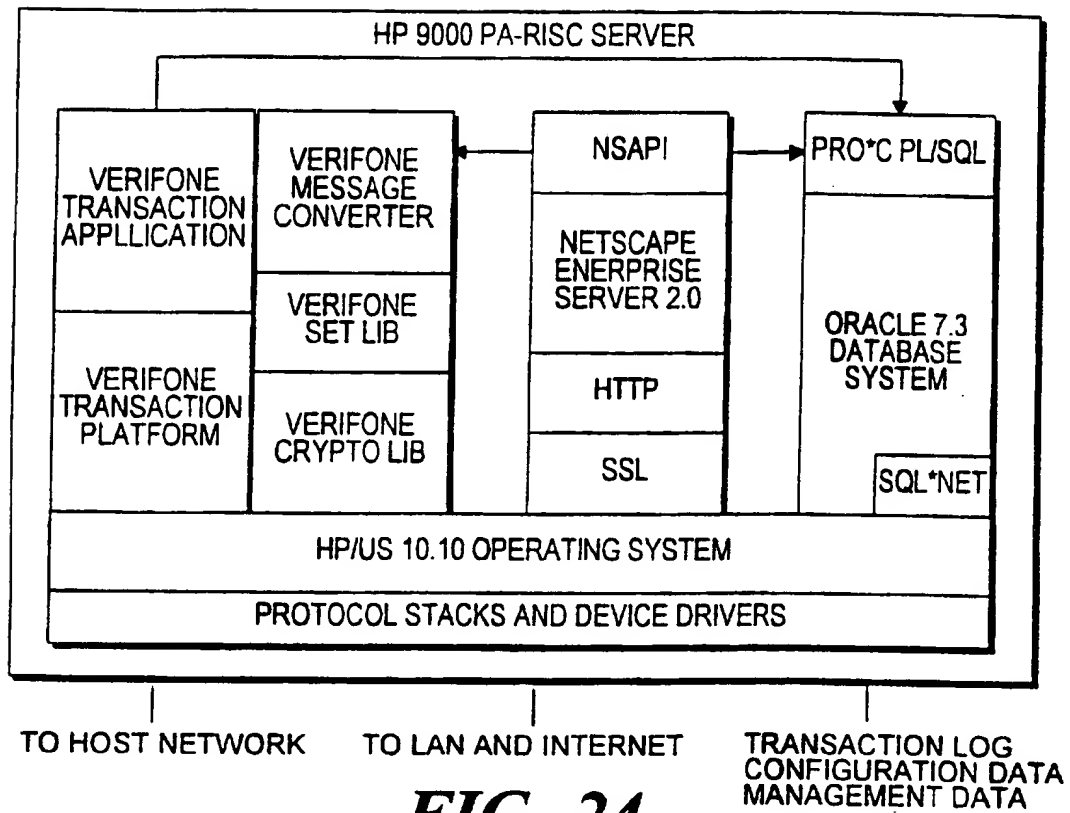 HP 9000 PA-RISC SERVER
VERIFONE
TRANSACTION
APPLLICATION
VERIFONE
TRANSACTION
PLATFORM
VERIFONE
MESSAGE
CONVERTER
VERIFONE
SET LIB
VERIFONE
CRYPTO LIB
NSAPI
NETSCAPE
ENERPRISE
SERVER 2.0
HTTP
SSL
PRO*C PL/SQL
ORACLE 7.3
DATABASE
SYSTEM
SQL*NET
HP/US 10.10 OPERATING SYSTEM
PROTOCOL STACKS AND DEVICE DRIVERS
TO HOST NETWORK
TO LAN AND INTERNET
TRANSACTION LOG
CONFIGURATION DATA
MANAGEMENT DATA
FIG. 24